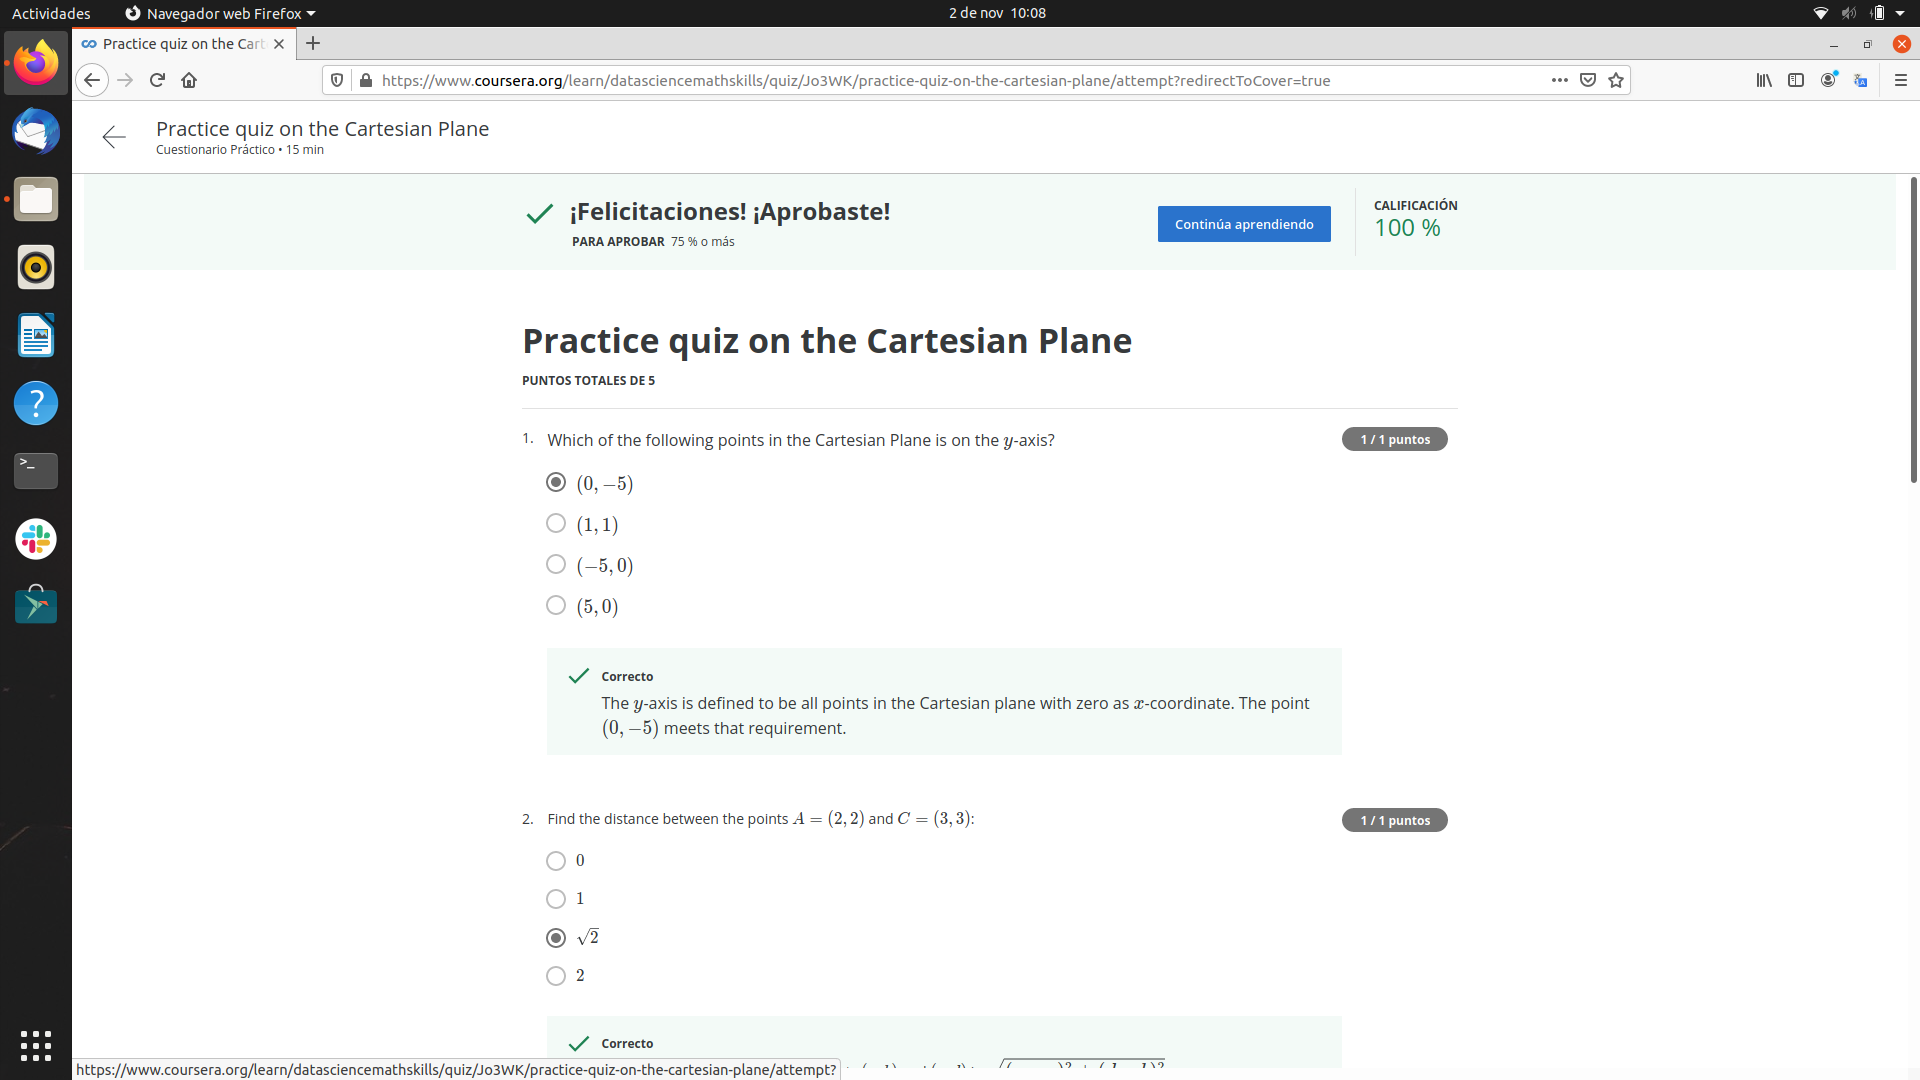 Actividades
Navegador web Firefox
2 de nov 10:08
Practice quiz on the Cart
https://www.coursera.org/learn/datasciencemathskills/quiz/Jo3WK/practice-quiz-on-the-cartesian-plane/attempt?redirectToCover=true
Practice quiz on the Cartesian Plane
Cuestionario Práctico • 15 min
¡Felicitaciones! ¡Aprobaste!
PARA APROBAR 75 % o más
Continúa aprendiendo
CALIFICACIÓN
100 %
Practice quiz on the Cartesian Plane
PUNTOS TOTALES DE 5
1. Which of the following points in the Cartesian Plane is on the y-axis?
1 / 1 puntos
(0, −5)
(1, 1)
(−5, 0)
(5, 0)
Correcto
The y-axis is defined to be all points in the Cartesian plane with zero as x-coordinate. The point
(0, −5) meets that requirement.
2. Find the distance between the points A = (2, 2) and C = (3, 3):
1 / 1 puntos
0
1
√2
2
Correcto
https://www.coursera.org/learn/datasciencemathskills/quiz/Jo3WK/practice-quiz-on-the-cartesian-plane/attempt?